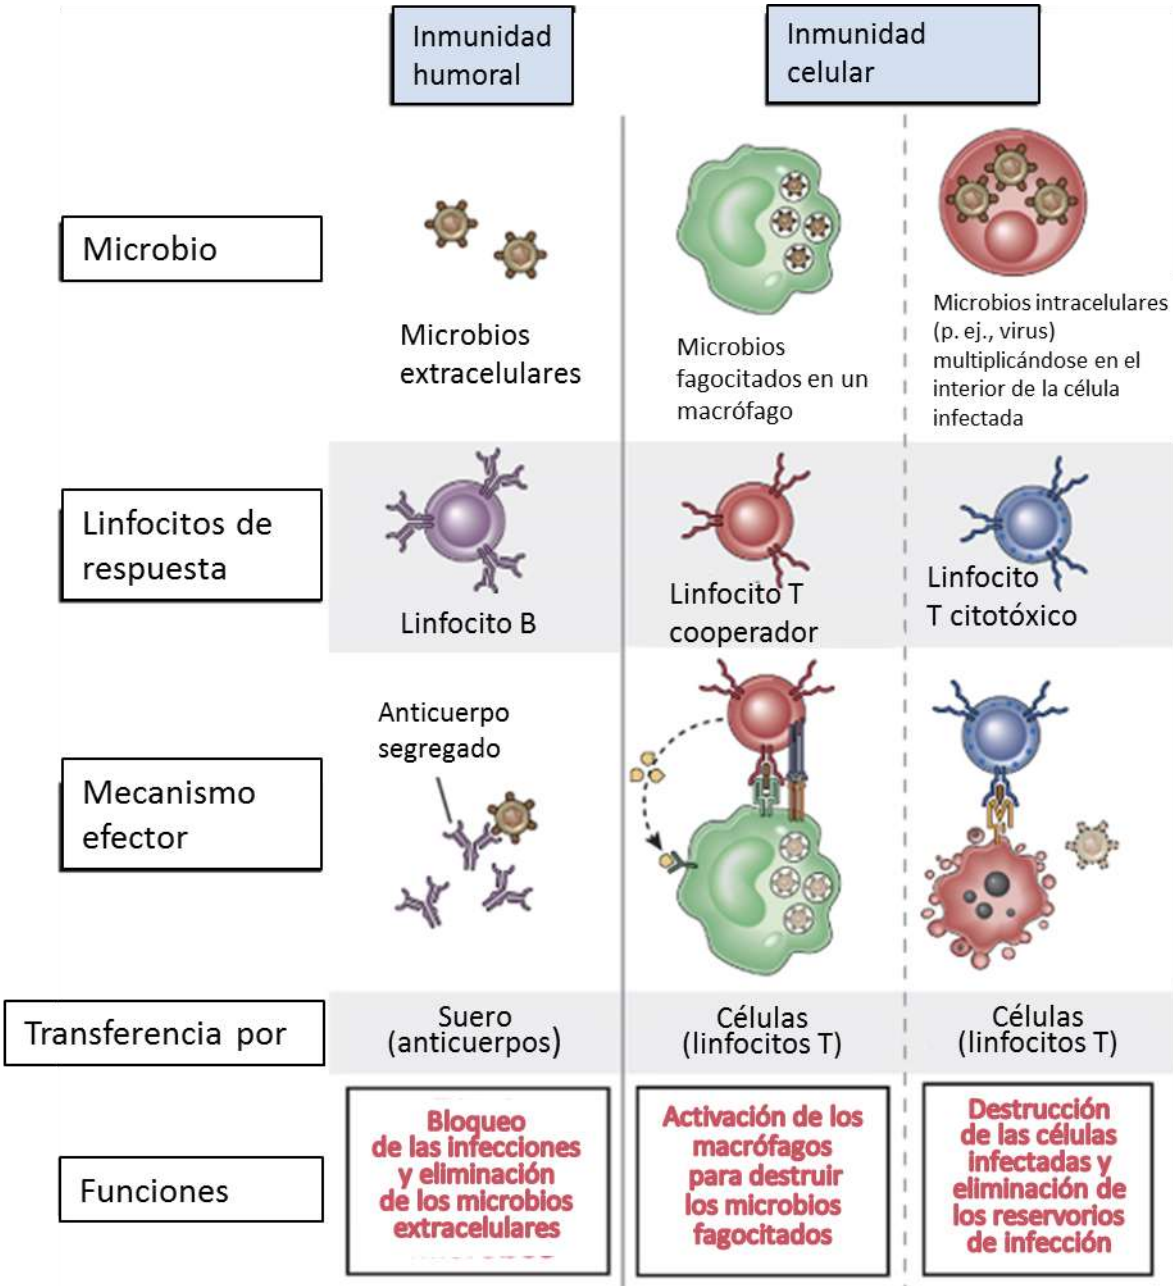 Inmunidad
humoral
Inmunidad
celular
Microbio
Microbios
extracelulares
Microbios
fagocitados en un
macrófago
Microbios intracelulares
(p. ej., virus)
multiplicándose en el
interior de la célula
infectada
Linfocitos de
respuesta
Linfocito B
Linfocito T
cooperador
Linfocito
T citotóxico
Mecanismo
efector
Anticuerpo
segregado
Transferencia por
Suero
(anticuerpos)
Células
(linfocitos T)
Células
(linfocitos T)
Funciones
Bloqueo
de las infecciones
y eliminación
de los microbios
extracelulares
Activación de los
macrófagos
para destruir
los microbios
fagocitados
Destrucción
de las células
infectadas y
eliminación de
los reservorios
de infección